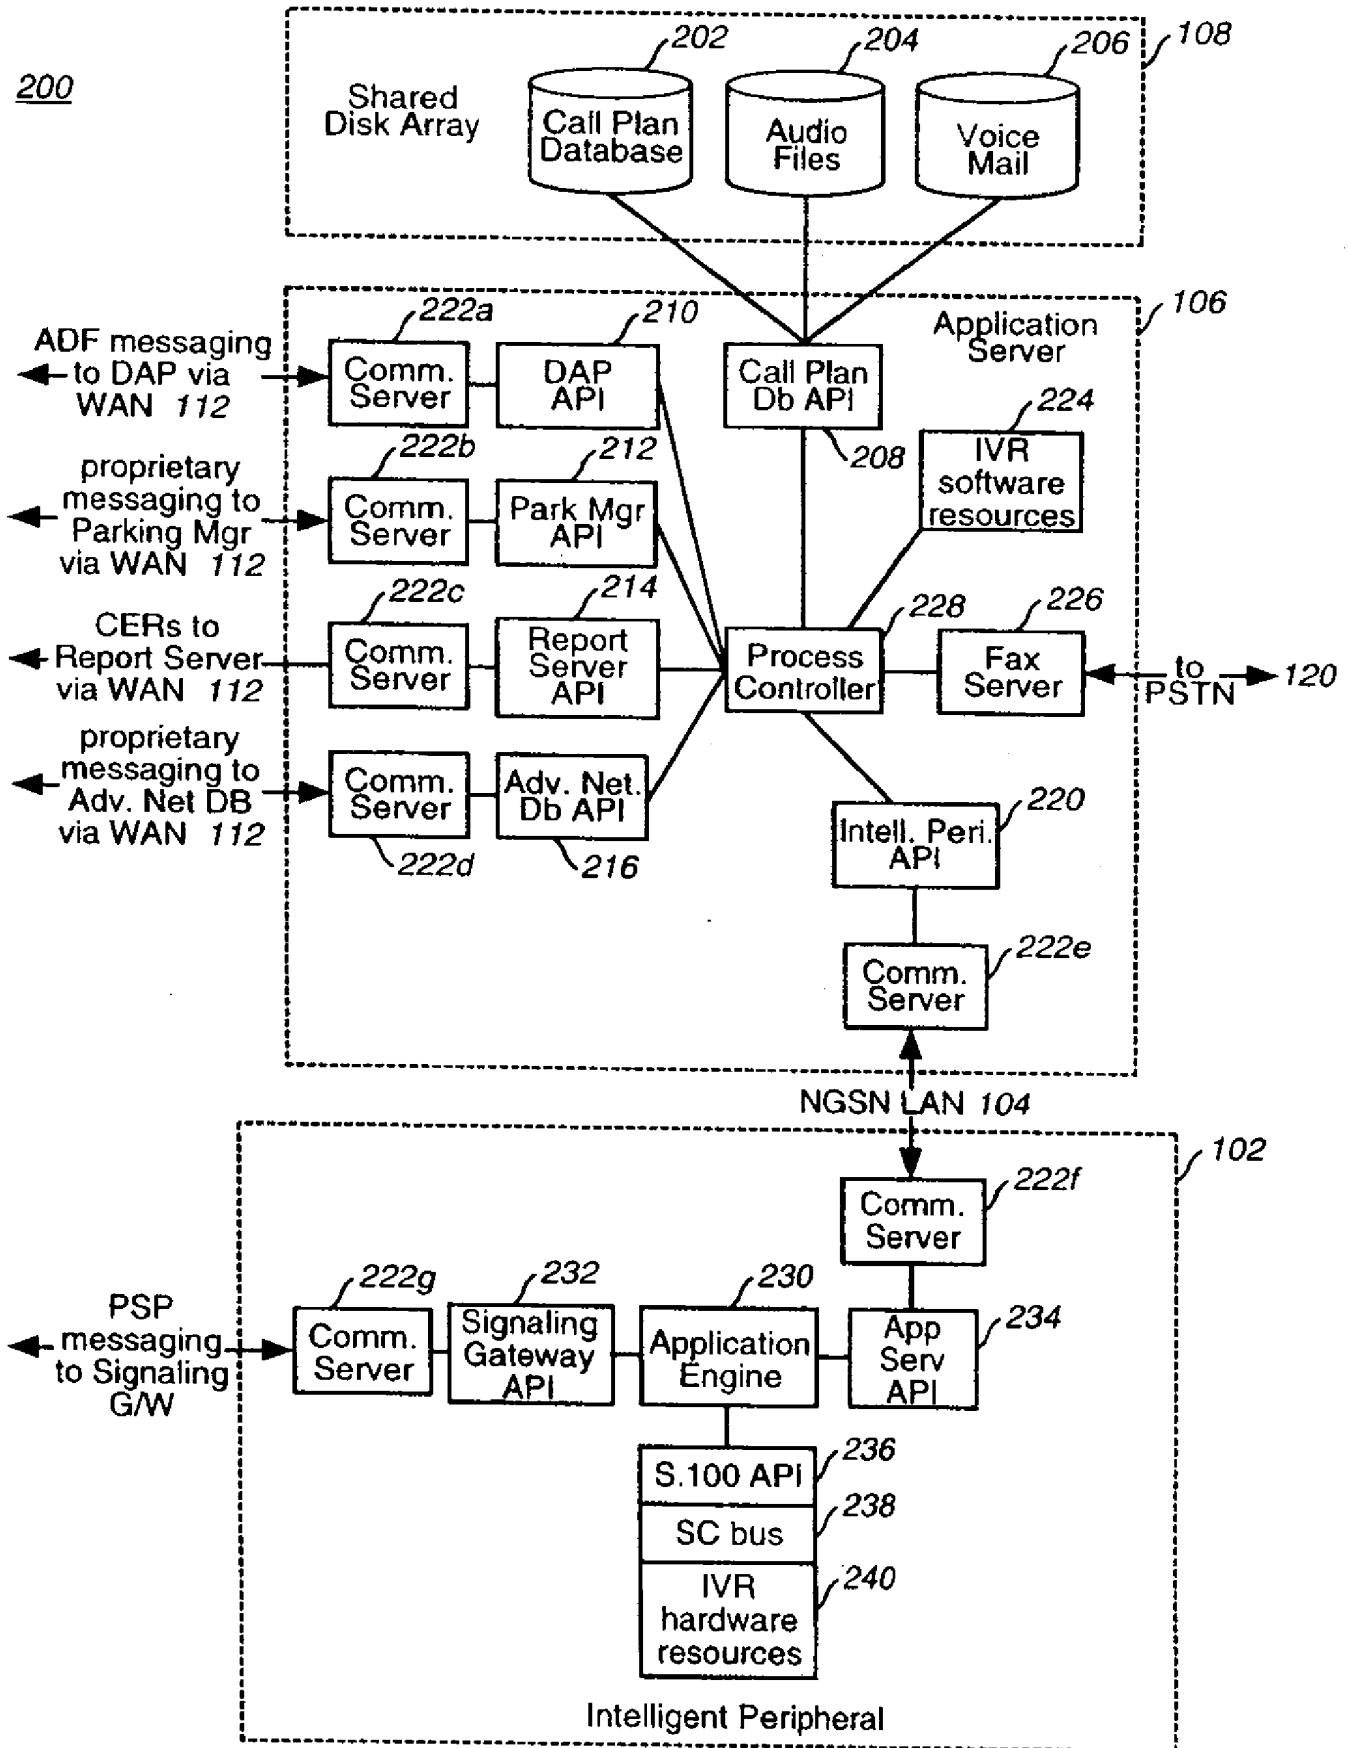 200
202
204
206
108
Shared
Disk Array
Call Plan
Database
Audio
Files
Voice
Mail
222a
210
106
Application
Server
ADF messaging
to DAP via
WAN 112
Comm.
Server
DAP
API
Call Plan
Db API
208
224
IVR
software
resources
222b
212
proprietary
messaging to
Parking Mgr
via WAN 112
Comm.
Server
Park Mgr
API
222c
214
CERs to
Report Server
via WAN 112
Comm.
Server
Report
Server
API
228
Process
Controller
226
Fax
Server
to
PSTN
120
proprietary
messaging to
Adv. Net DB
via WAN 112
Comm.
Server
222d
Adv. Net.
Db API
216
220
Intell. Peri.
API
222e
Comm.
Server
NGSN LAN 104
102
222f
Comm.
Server
PSP
messaging
to Signaling
G/W
222g
Comm.
Server
232
Signaling
Gateway
API
230
Application
Engine
App
Serv
API
234
S.100 API
236
SC bus
238
IVR
hardware
resources
240
Intelligent Peripheral